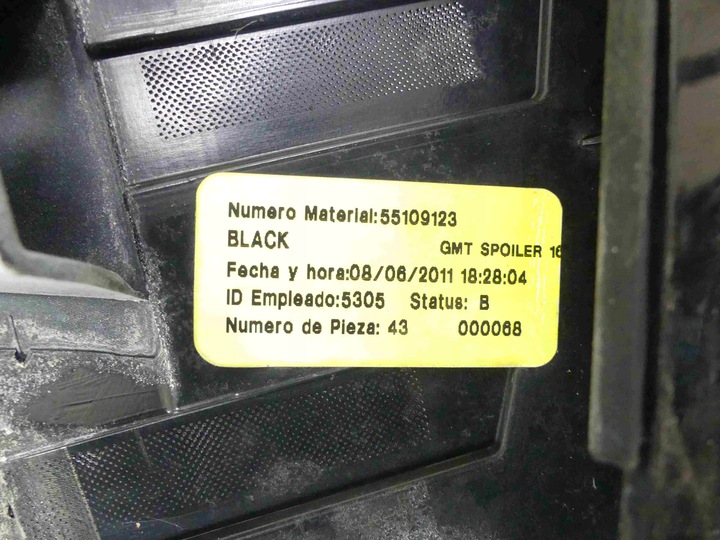 Numero Material:55109123
BLACK GMT SPOILER 16
Fecha y hora:08/06/2011 18:28:04
ID Empleado:5305 Status: B
Numero de Pieza: 43 000068